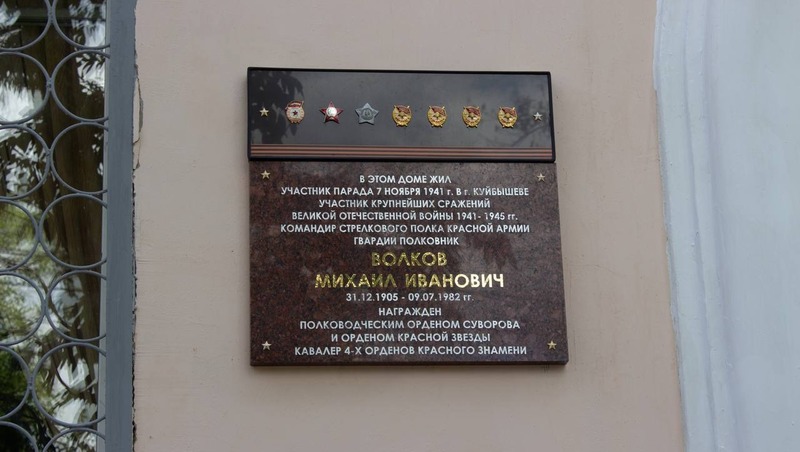 В ЭТОМ ДОМЕ ЖИЛ
УЧАСТНИК ПАРАДА 7 НОЯБРЯ 1941 г. В г. КУЙБЫШЕВЕ
УЧАСТНИК КРУПНЕЙШИХ СРАЖЕНИЙ
ВЕЛИКОЙ ОТЕЧЕСТВЕННОЙ ВОЙНЫ 1941- 1945 гг.
КОМАНДИР СТРЕЛКОВОГО ПОЛКА КРАСНОЙ АРМИИ
ГВАРДИИ ПОЛКОВНИК
ВОЛКОВ
МИХАИЛ ИВАНОВИЧ
31.12.1905 - 09.07.1982 гг.
НАГРАЖДЕН
ПОЛКОВОДЧЕСКИМ ОРДЕНОМ СУВОРОВА
И ОРДЕНОМ КРАСНОЙ ЗВЕЗДЫ
КАВАЛЕР 4-Х ОРДЕНОВ КРАСНОГО ЗНАМЕНИ